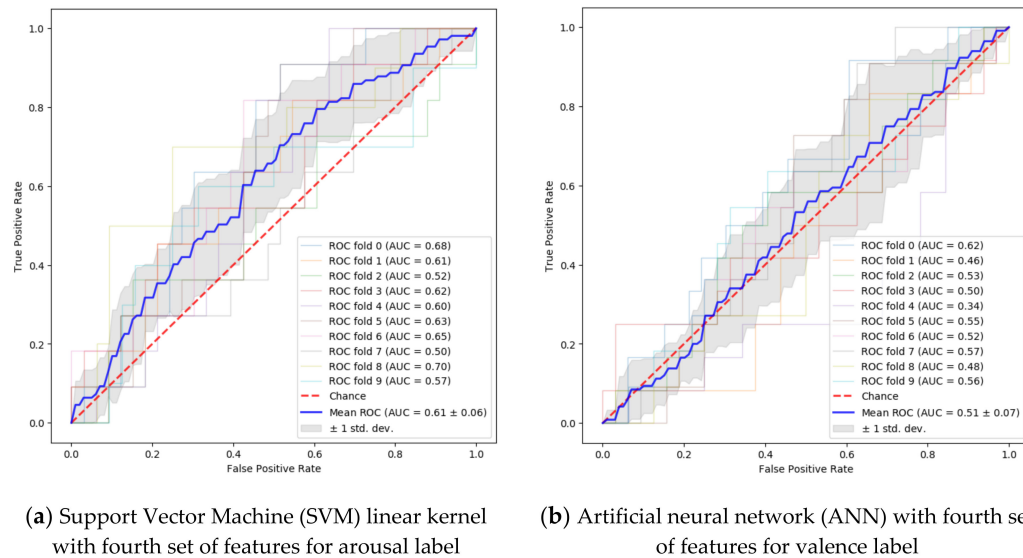 1.0
0.8
0.6
0.4
0.2
0.0
True Positive Rate
0.0 0.2 0.4 0.6 0.8 1.0
False Positive Rate
ROC fold 0 (AUC = 0.68)
ROC fold 1 (AUC = 0.61)
ROC fold 2 (AUC = 0.52)
ROC fold 3 (AUC = 0.62)
ROC fold 4 (AUC = 0.60)
ROC fold 5 (AUC = 0.63)
ROC fold 6 (AUC = 0.65)
ROC fold 7 (AUC = 0.50)
ROC fold 8 (AUC = 0.70)
ROC fold 9 (AUC = 0.57)
Chance
Mean ROC (AUC = 0.61 ± 0.06)
± 1 std. dev.
(a) Support Vector Machine (SVM) linear kernel
with fourth set of features for arousal label
1.0
0.8
0.6
0.4
0.2
0.0
True Positive Rate
0.0 0.2 0.4 0.6 0.8 1.0
False Positive Rate
ROC fold 0 (AUC = 0.62)
ROC fold 1 (AUC = 0.46)
ROC fold 2 (AUC = 0.53)
ROC fold 3 (AUC = 0.50)
ROC fold 4 (AUC = 0.34)
ROC fold 5 (AUC = 0.55)
ROC fold 6 (AUC = 0.52)
ROC fold 7 (AUC = 0.57)
ROC fold 8 (AUC = 0.48)
ROC fold 9 (AUC = 0.56)
Chance
Mean ROC (AUC = 0.51 ± 0.07)
± 1 std. dev.
(b) Artificial neural network (ANN) with fourth se
of features for valence label